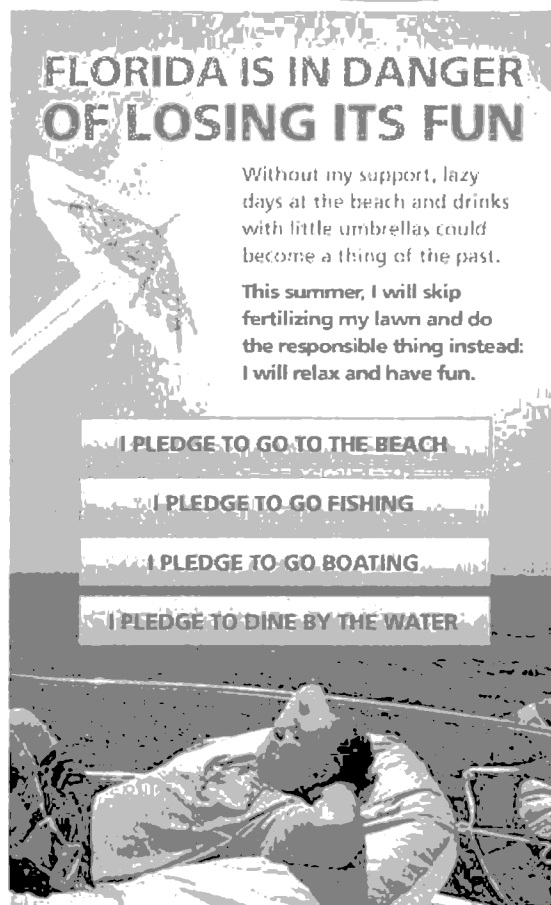 FLORIDA IS IN DANGER
OF LOSING ITS FUN
Without my support, lazy
days at the beach and drinks
with little umbrellas could
become a thing of the past.
This summer, I will skip
fertilizing my lawn and do
the responsible thing instead:
I will relax and have fun.
I PLEDGE TO GO TO THE BEACH
I PLEDGE TO GO FISHING
I PLEDGE TO GO BOATING
I PLEDGE TO DINE BY THE WATER